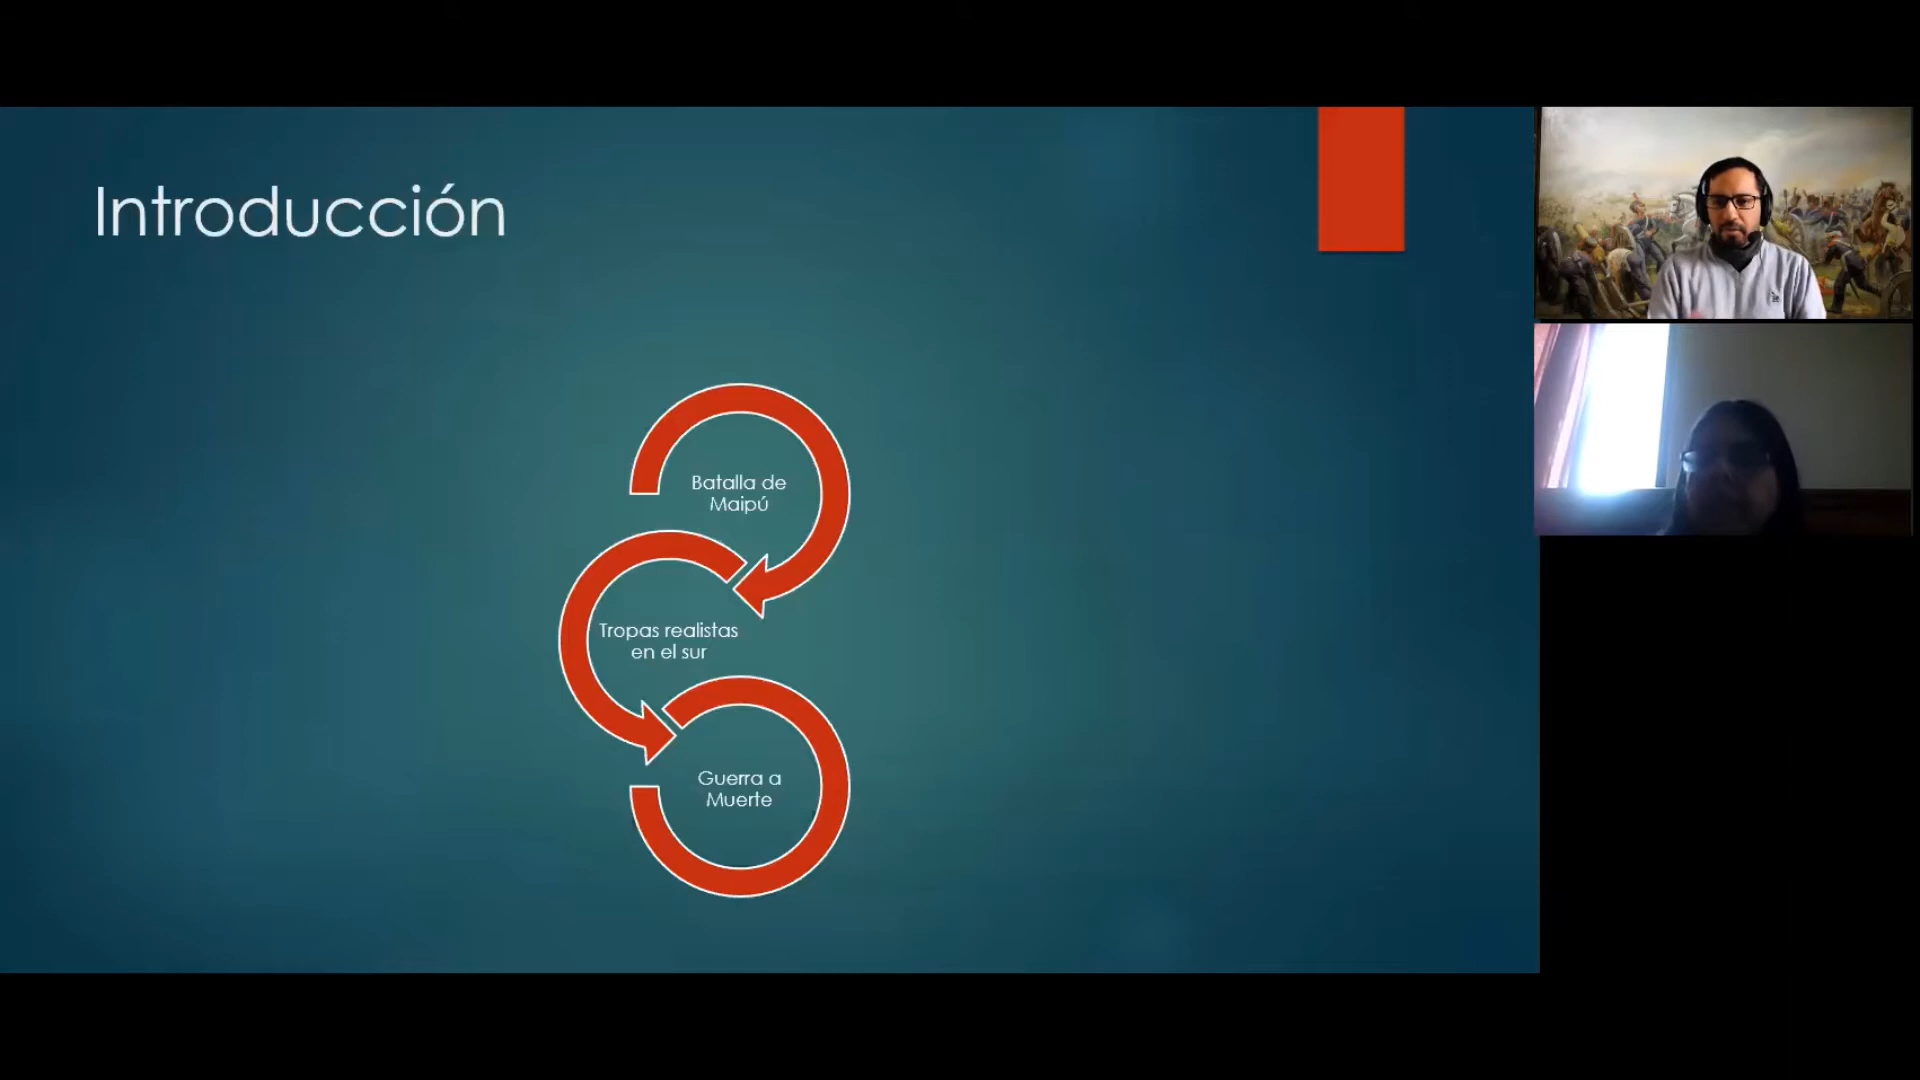 Introducción
Batalla de
Maipú
Tropas realistas
en el sur
Guerra a
Muerte